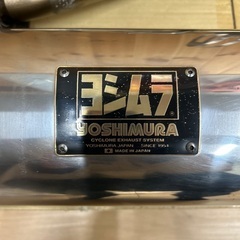 ヨシムラ
YOSHIMURA
CYCLONE EXHAUST SYSTEM
YOSHIMURA JAPAN SINCE 1954
MADE IN JAPAN